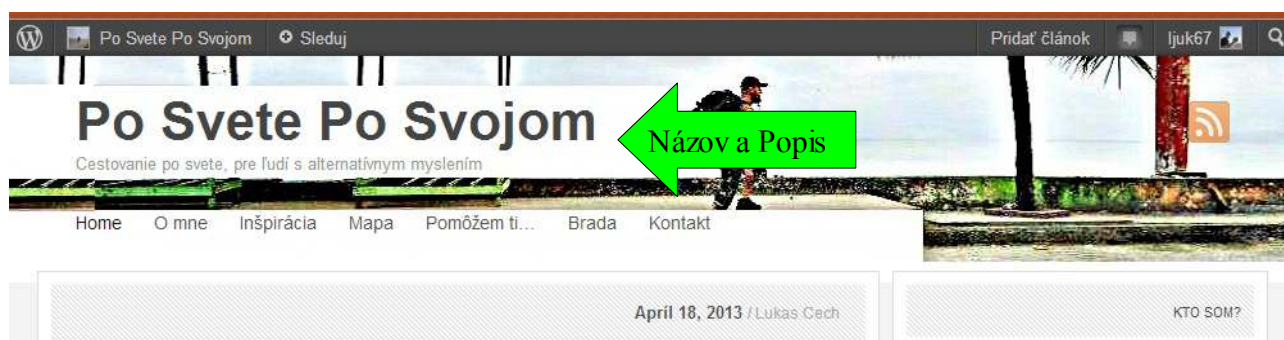 Po Svete Po Svojom Sleduj Pridať článok ljuk67
Po Svete Po Svojom
Názov a Popis
Cestovanie po svete, pre ľudí s alternatívnym myslením
Home O mne Inšpirácia Mapa Pomôžem ti... Brada Kontakt
Apríl 18, 2013 / Lukas Cech
KTO SOM?